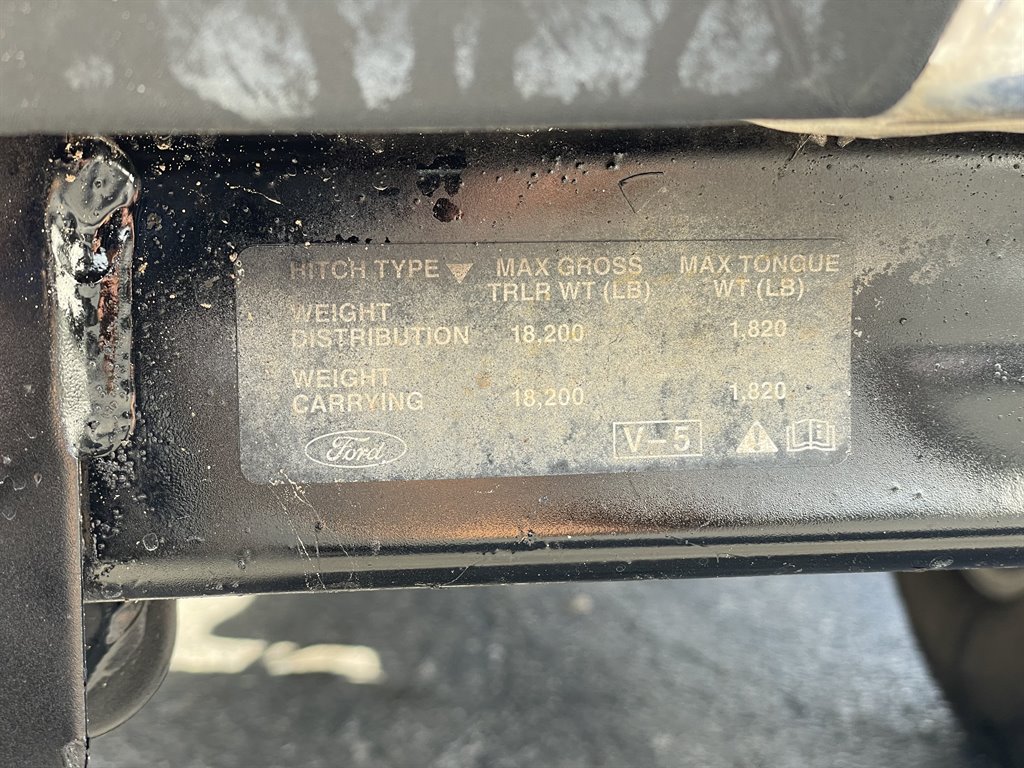 HITCH TYPE MAX GROSS TRLR WT (LB) MAX TONGUE WT (LB)
WEIGHT DISTRIBUTION 18,200 1,820
WEIGHT CARRYING 18,200 1,820
Ford V-5